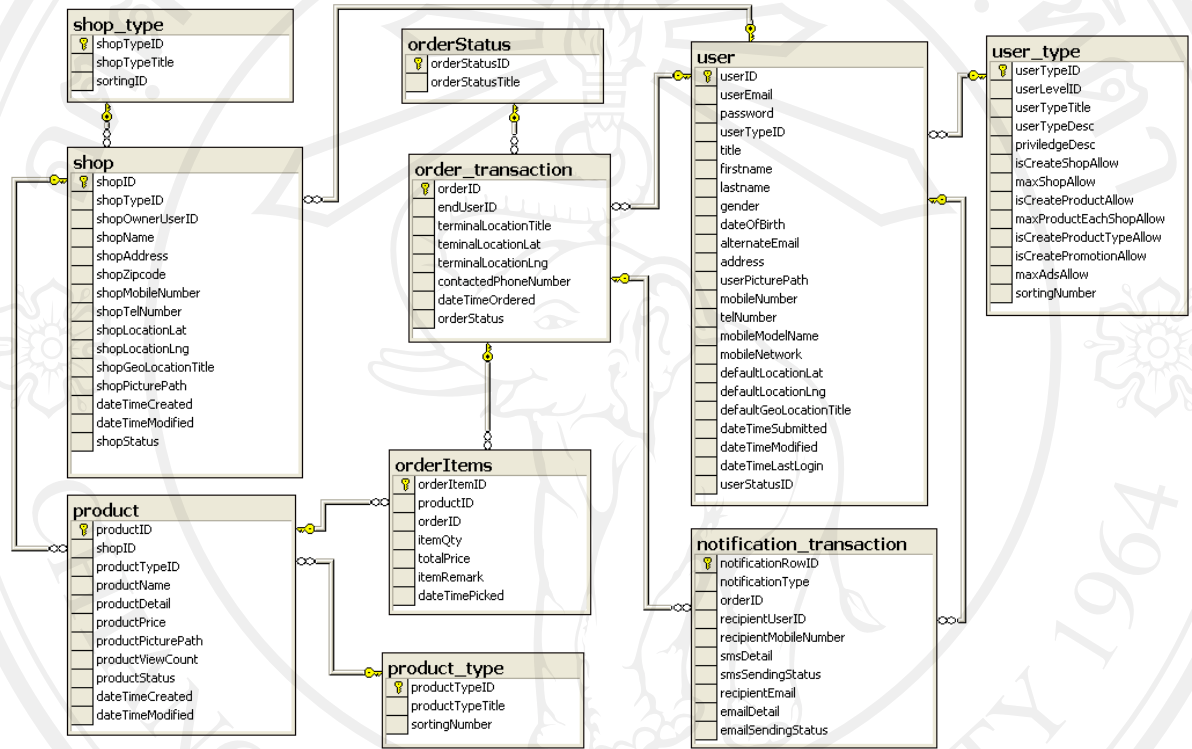 shop_type
shopTypeID
shopTypeTitle
sortingID
orderStatus
orderStatusID
orderStatusTitle
user
userID
userEmail
password
userTypeID
title
firstname
lastname
gender
dateOfBirth
alternateEmail
address
userPicturePath
mobileNumber
telNumber
mobileModelName
mobileNetwork
defaultLocationLat
defaultLocationLng
defaultGeoLocationTitle
dateTimeSubmitted
dateTimeModified
dateTimeLastLogin
userStatusID
user_type
userTypeID
userLevelID
userTypeTitle
userTypeDesc
priviledgeDesc
isCreateShopAllow
maxShopAllow
isCreateProductAllow
maxProductEachShopAllow
isCreateProductTypeAllow
isCreatePromotionAllow
maxAdsAllow
sortingNumber
shop
shopID
shopTypeID
shopOwnerUserID
shopName
shopAddress
shopZipcode
shopMobileNumber
shopTelNumber
shopLocationLat
shopLocationLng
shopGeoLocationTitle
shopPicturePath
dateTimeCreated
dateTimeModified
shopStatus
order_transaction
orderID
endUserID
terminalLocationTitle
teminalLocationLat
terminalLocationLng
contactedPhoneNumber
dateTimeOrdered
orderStatus
orderItems
orderItemID
productID
orderID
itemQty
totalPrice
itemRemark
dateTimePicked
product
productID
shopID
productTypeID
productName
productDetail
productPrice
productPicturePath
productViewCount
productStatus
dateTimeCreated
dateTimeModified
product_type
productTypeID
productTypeTitle
sortingNumber
notification_transaction
notificationRowID
notificationType
orderID
recipientUserID
recipientMobileNumber
smsDetail
smsSendingStatus
recipientEmail
emailDetail
emailSendingStatus
1964